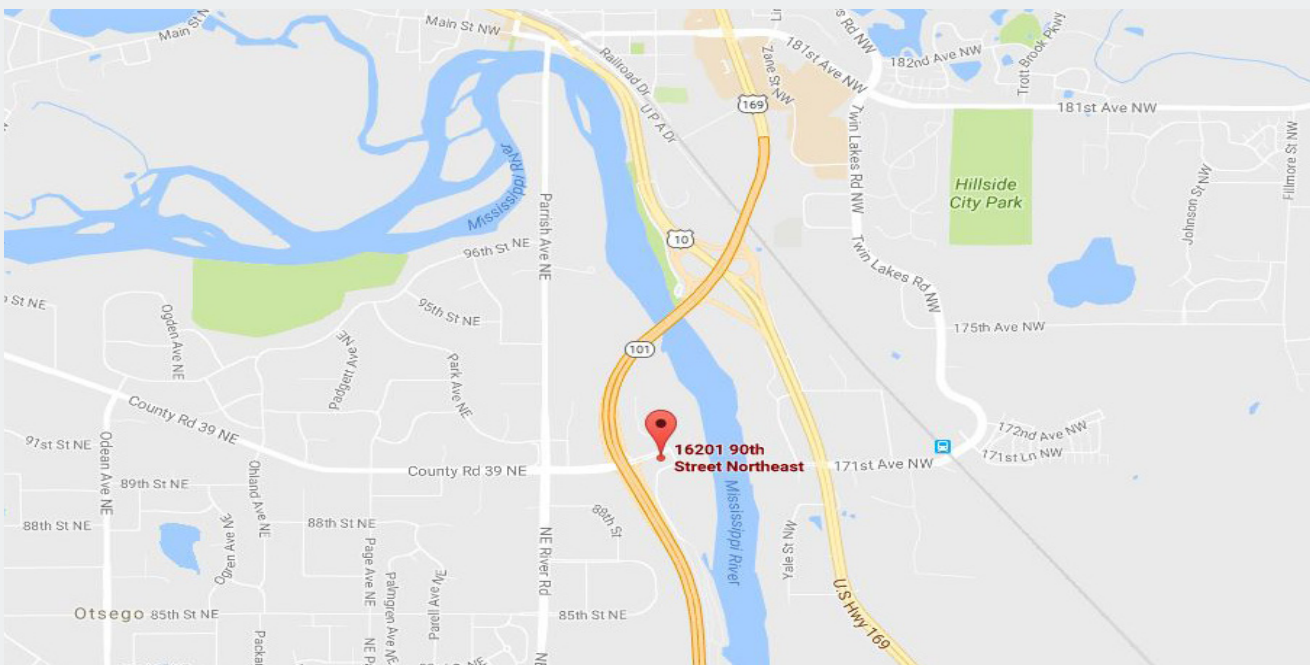 Main St NW
Main St N
181st Ave NW
Zane St NW
Railroad Dr
U P A Dr
169
Rd NW
182nd Ave NW
Trott Brook Pkwy
181st Ave NW
Twin Lakes Rd NW
Hillside
City Park
Johnson St NW
Fillmore St NW
Mississippi River
96th St NE
Parrish Ave NE
10
Twin Lakes Rd NW
St NE
Ogden Ave NE
95th St NE
Padgett Ave NE
Park Ave NE
101
175th Ave NW
County Rd 39 NE
91st St NE
Odean Ave NE
16201 90th
Street Northeast
172nd Ave NW
171st Ln NW
171st Ave NW
County Rd 39 NE
89th St NE
Ohland Ave NE
88th St NE
Ogren Ave NE
88th St NE
Page Ave NE
Palmgren Ave NE
Parell Ave NE
88th St
NE River Rd
Mississippi River
Yale St NW
U.S Hwy 169
Otsego
85th St NE
85th St NE